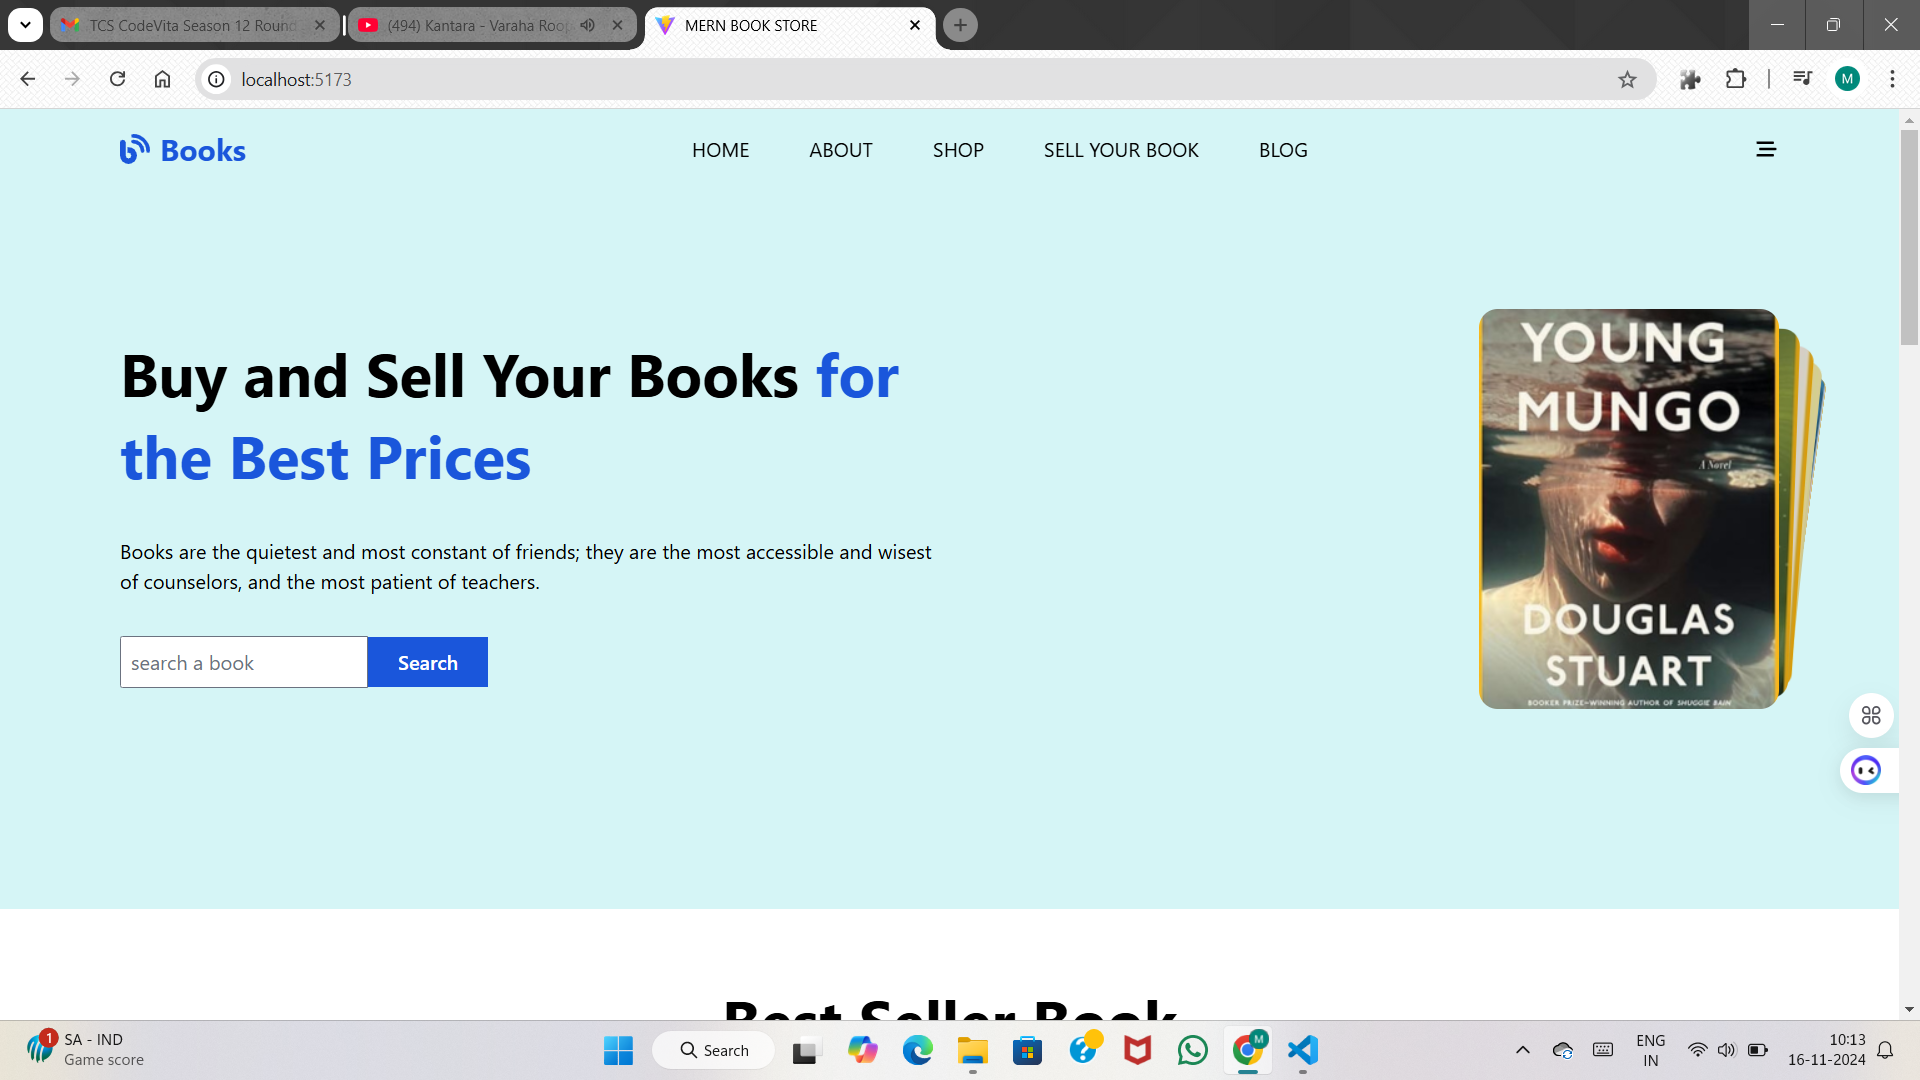 TCS CodeVita Season 12 Round
(494) Kantara - Varaha Roop
MERN BOOK STORE
localhost:5173
M
Books
HOME
ABOUT
SHOP
SELL YOUR BOOK
BLOG
Buy and Sell Your Books for
the Best Prices
Books are the quietest and most constant of friends; they are the most accessible and wisest
of counselors, and the most patient of teachers.
search a book
Search
YOUNG
MUNGO
A Novel
DOUGLAS
STUART
BOOKER PRIZE–WINNING AUTHOR OF SHUGGIE BAIN
Best Seller Book
1
SA - IND
Game score
Search
M
ENG
IN
10:13
16-11-2024